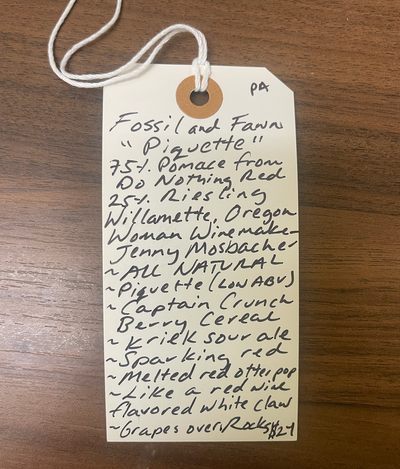 PA
Fossil and Fawn
"Piquette"
75% Pomace from
Do Nothing Red
25% Riesling
Willamette, Oregon
Woman Winemaker
Jenny Mosbacher
~ALL NATURAL
~Piquette (LOW ABV)
~Captain Crunch
Berry Cereal
~Kriek sour ale
~Sparking red
~Melted red otter pop
~Like a red wine
flavored White Claw
~Grapes over Rocks!
$24